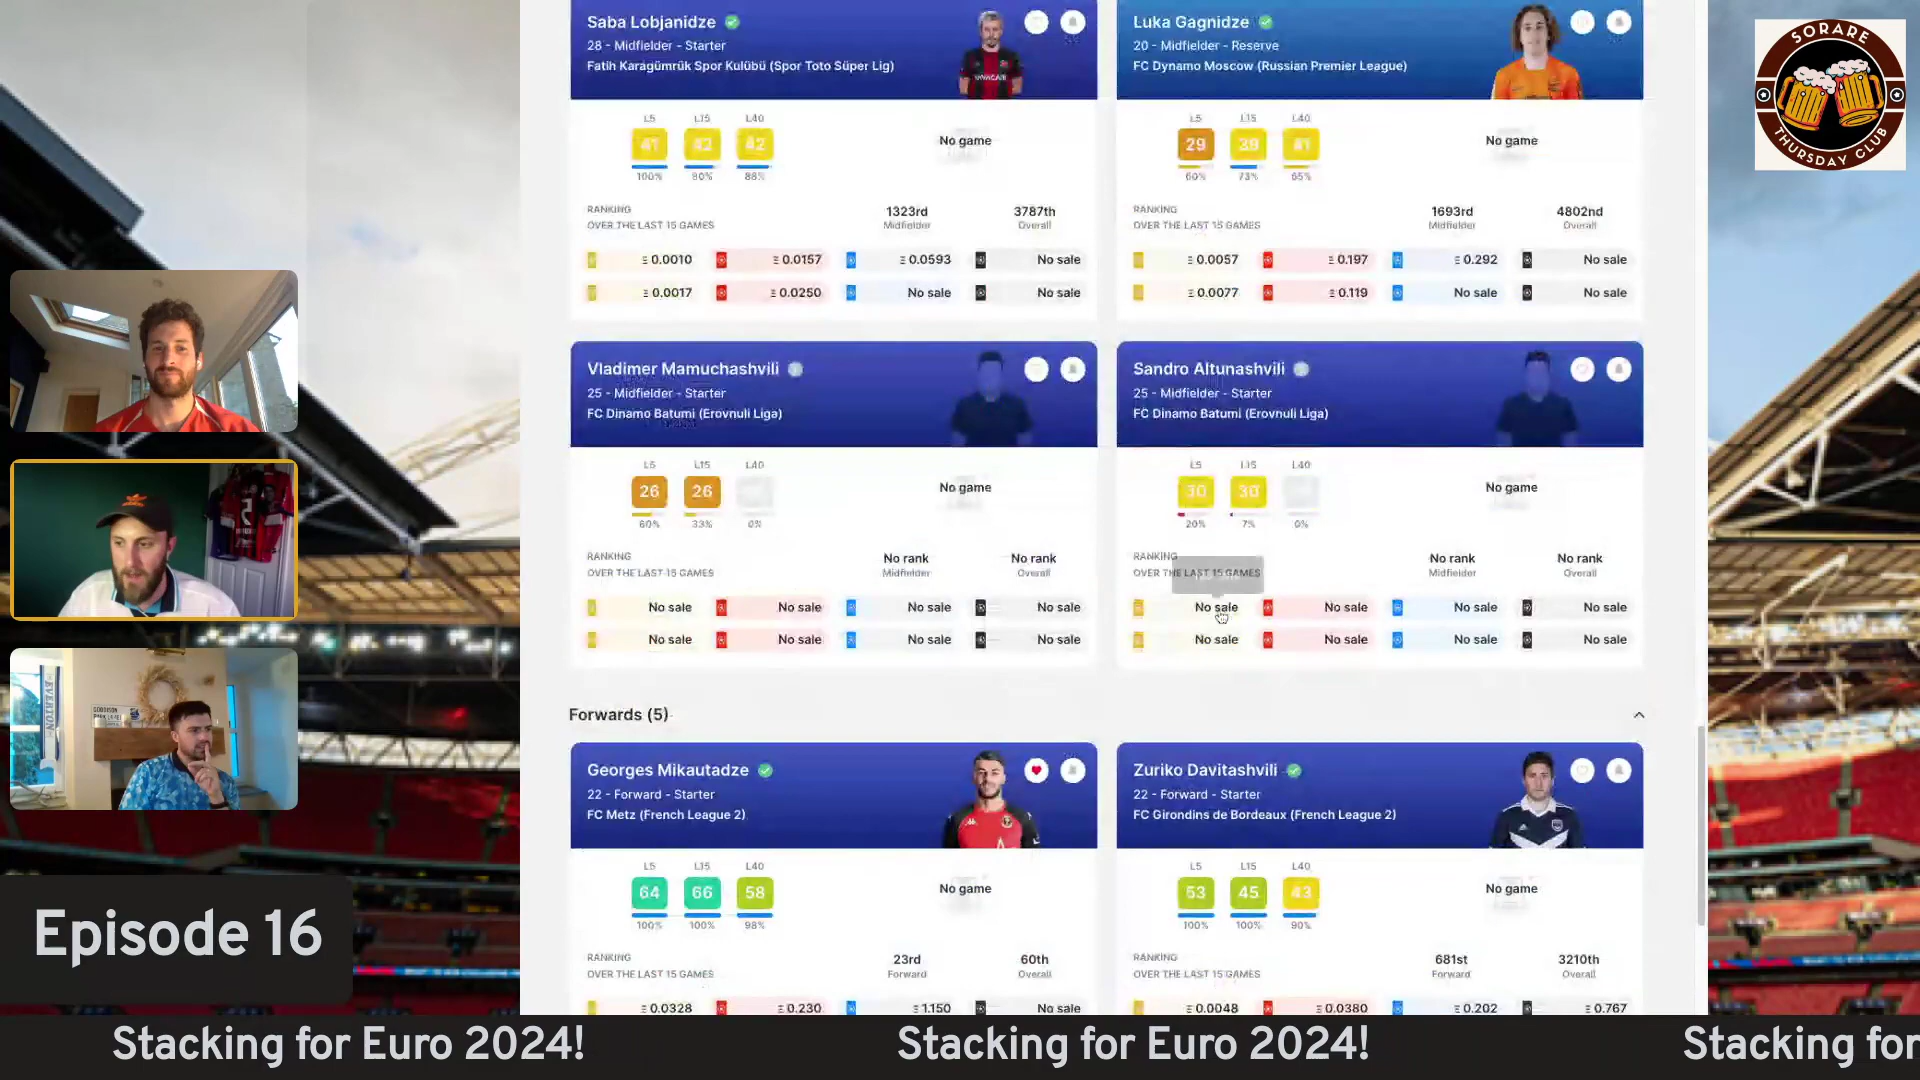 SORARE
THURSDAY CLUB
Saba Lobjanidze
28 - Midfielder - Starter
Fatih Karagümrük Spor Kulübü (Spor Toto Süper Lig)
L5 L15 L40
41 42 42
100% 80% 88%
No game
RANKING
OVER THE LAST 15 GAMES
1323rd
Midfielder
3787th
Overall
Ξ 0.0010 Ξ 0.0157 Ξ 0.0593 No sale
Ξ 0.0017 Ξ 0.0250 No sale No sale
Luka Gagnidze
20 - Midfielder - Reserve
FC Dynamo Moscow (Russian Premier League)
L5 L15 L40
29 39 41
60% 73% 65%
No game
RANKING
OVER THE LAST 15 GAMES
1693rd
Midfielder
4802nd
Overall
Ξ 0.0057 Ξ 0.197 Ξ 0.292 No sale
Ξ 0.0077 Ξ 0.119 No sale No sale
Vladimer Mamuchashvili
25 - Midfielder - Starter
FC Dinamo Batumi (Erovnuli Liga)
L5 L15 L40
26 26
60% 33% 0%
No game
RANKING
OVER THE LAST 15 GAMES
No rank
Midfielder
No rank
Overall
No sale No sale No sale No sale
No sale No sale No sale No sale
Sandro Altunashvili
25 - Midfielder - Starter
FC Dinamo Batumi (Erovnuli Liga)
L5 L15 L40
30 30
20% 7% 0%
No game
RANKING
OVER THE LAST 15 GAMES
No rank
Midfielder
No rank
Overall
No sale No sale No sale No sale
No sale No sale No sale No sale
Forwards (5)
Georges Mikautadze
22 - Forward - Starter
FC Metz (French League 2)
L5 L15 L40
64 66 58
100% 100% 98%
No game
RANKING
OVER THE LAST 15 GAMES
23rd
Forward
60th
Overall
Ξ 0.0328 Ξ 0.230 Ξ 1.150 No sale
Zuriko Davitashvili
22 - Forward - Starter
FC Girondins de Bordeaux (French League 2)
L5 L15 L40
53 45 43
100% 100% 90%
No game
RANKING
OVER THE LAST 15 GAMES
681st
Forward
3210th
Overall
Ξ 0.0048 Ξ 0.0380 Ξ 0.202 Ξ 0.767
EVERTON
Episode 16
Stacking for Euro 2024! Stacking for Euro 2024! Stacking for